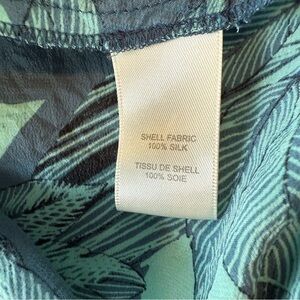 SHELL FABRIC
100% SILK
TISSU DE SHELL
100% SOIE